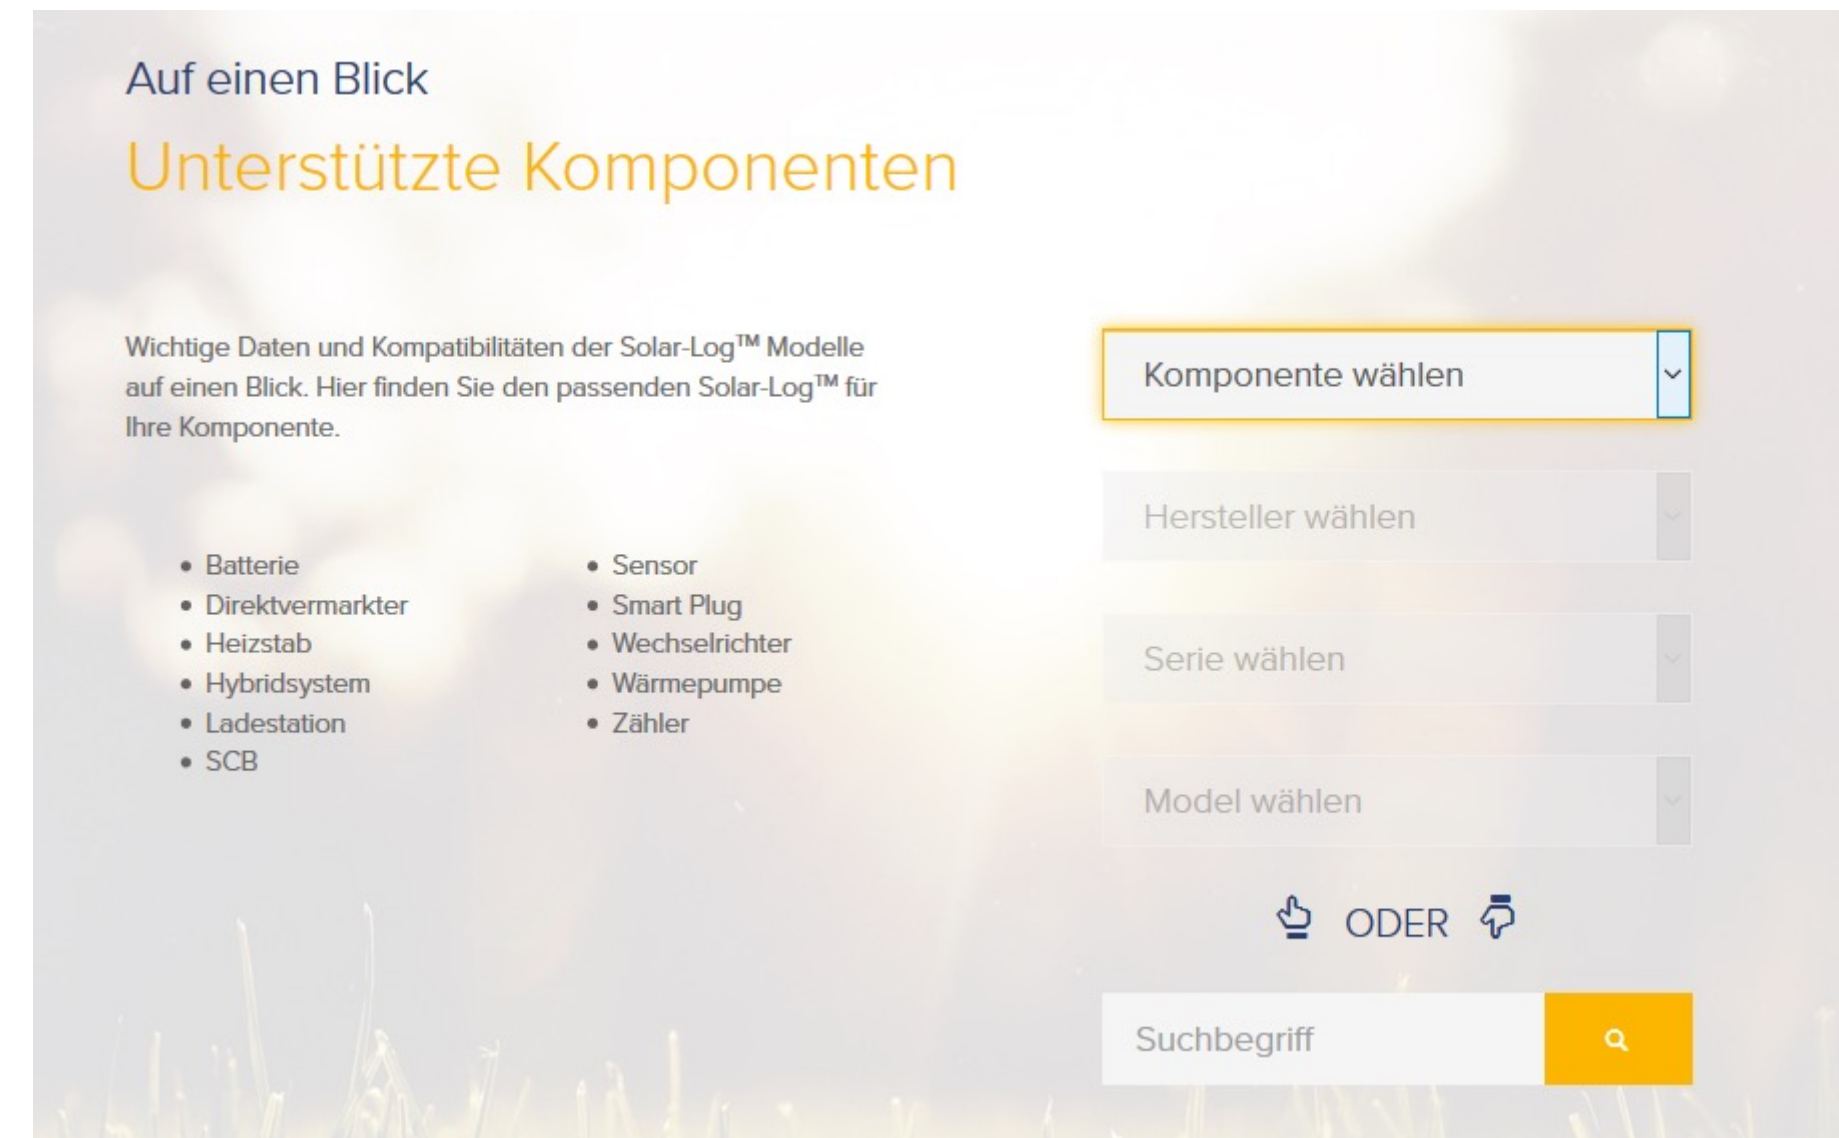 Auf einen Blick
Unterstützte Komponenten
Wichtige Daten und Kompatibilitäten der Solar-Log™ Modelle
auf einen Blick. Hier finden Sie den passenden Solar-Log™ für
Ihre Komponente.
• Batterie
• Direktvermarkter
• Heizstab
• Hybridsystem
• Ladestation
• SCB
• Sensor
• Smart Plug
• Wechselrichter
• Wärmepumpe
• Zähler
Komponente wählen
Hersteller wählen
Serie wählen
Model wählen
ODER
Suchbegriff